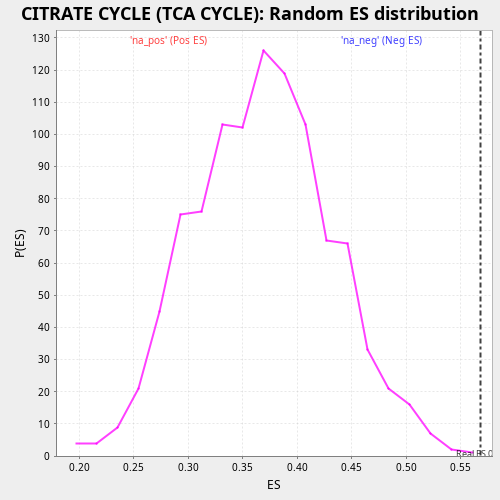 CITRATE CYCLE (TCA CYCLE): Random ES distribution
'na_pos' (Pos ES) 'na_neg' (Neg ES)
130
120
110
100
90
80
70
60
50
40
30
20
10
0
P(ES)
0.20 0.25 0.30 0.35 0.40 0.45 0.50 0.55
ES